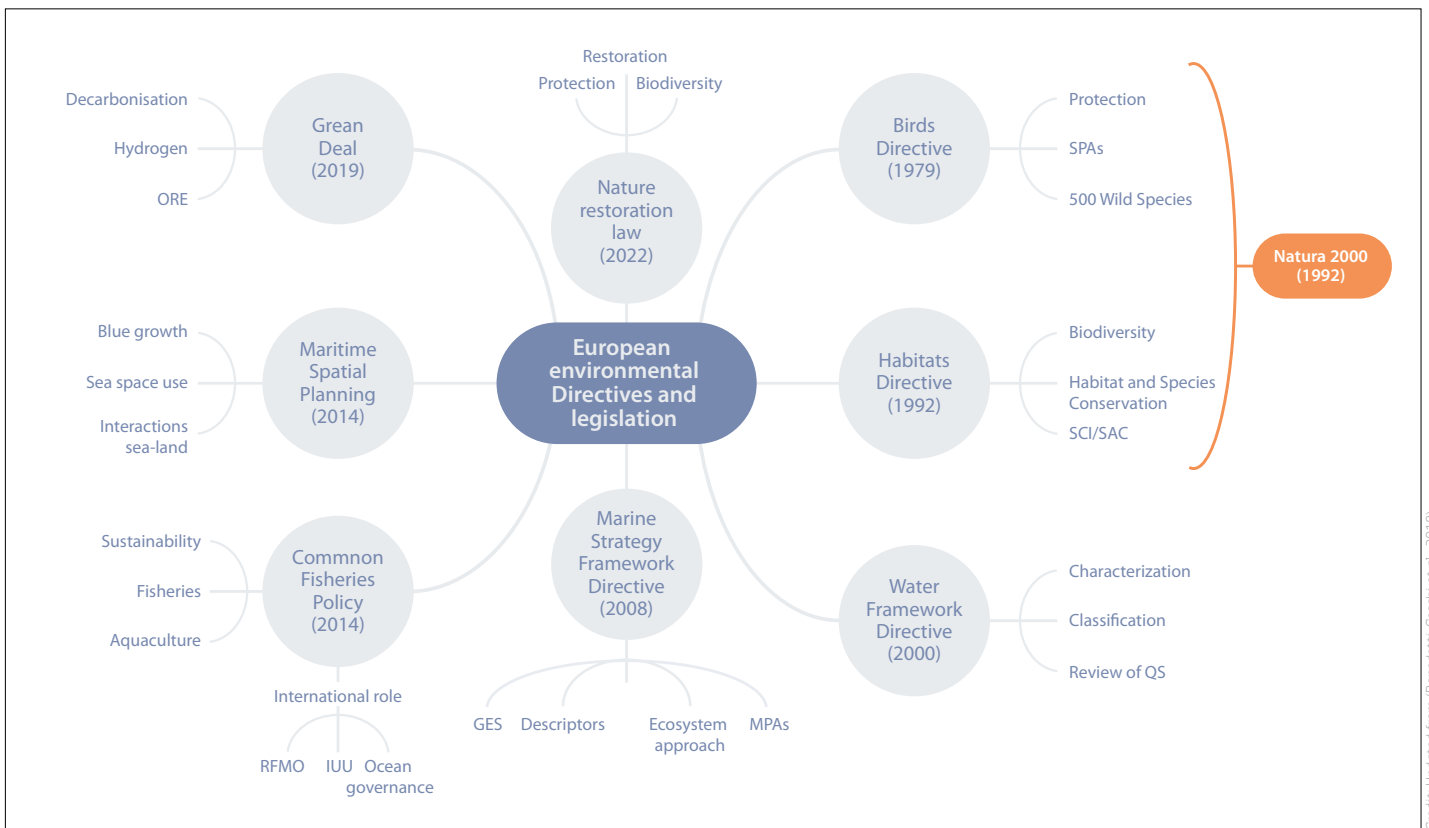 Restoration
Protection
Biodiversity
Nature
restoration
law
(2022)
Decarbonisation
Hydrogen
ORE
Grean
Deal
(2019)
Birds
Directive
(1979)
Protection
SPAs
500 Wild Species
Natura 2000
(1992)
Blue growth
Sea space use
Interactions
sea-land
Maritime
Spatial
Planning
(2014)
European
environmental
Directives and
legislation
Habitats
Directive
(1992)
Biodiversity
Habitat and Species
Conservation
SCI/SAC
Sustainability
Fisheries
Aquaculture
Commnon
Fisheries
Policy
(2014)
International role
RFMO
IUU
Ocean
governance
Marine
Strategy
Framework
Directive
(2008)
GES
Descriptors
Ecosystem
approach
MPAs
Water
Framework
Directive
(2000)
Characterization
Classification
Review of QS